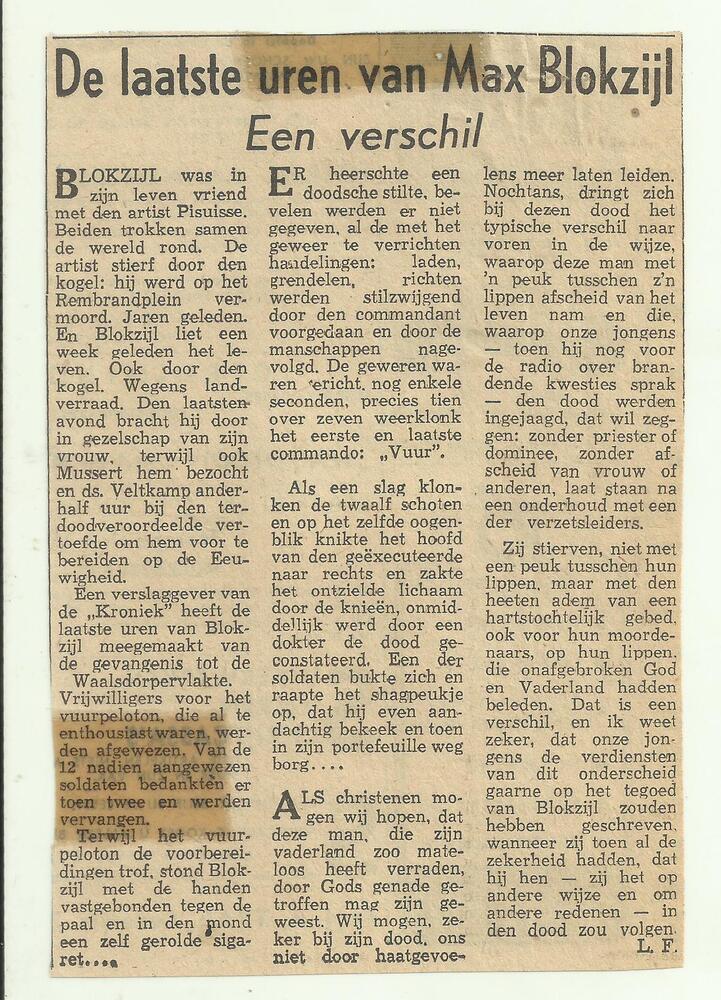 De laatste uren van Max Blokzijl
Een verschil
BLOKZIJL was in
zijn leven vriend
met den artist Pisuisse.
Beiden trokken samen
de wereld rond. De
artist stierf door den
kogel: hij werd op het
Rembrandplein ver-
moord. Jaren geleden.
En Blokzijl liet een
week geleden het le-
ven. Ook door den
kogel. Wegens land-
verraad. Den laatsten
avond bracht hij door
in gezelschap van zijn
vrouw, terwijl ook
Mussert hem bezocht
en ds. Veltkamp ander-
half uur bij den ter-
doodveroordeelde ver-
toefde om hem voor te
bereiden op de Eeu-
wigheid.
Een verslaggever van
de „Kroniek” heeft de
laatste uren van Blok-
zijl meegemaakt van
de gevangenis tot de
Waalsdorpervlakte.
Vrijwilligers voor het
vuurpeloton, die al te
enthousiast waren, wer-
den afgewezen. Van de
12 nadien aangewezen
soldaten bedankten er
toen twee en werden
vervangen.
Terwijl het vuur-
peloton de voorberei-
dingen trof, stond Blok-
zijl met de handen
vastgebonden tegen de
paal en in den mond
een zelf gerolde siga-
ret....
ER heerschte een
doodsche stilte, be-
velen werden er niet
gegeven, al de met het
geweer te verrichten
handelingen: laden,
grendelen, richten
werden stilzwijgend
door den commandant
voorgedaan en door de
manschappen nage-
volgd. De geweren wa-
ren gericht, nog enkele
seconden, precies tien
over zeven weerklonk
het eerste en laatste
commando: „Vuur”.
Als een slag klon-
ken de twaalf schoten
en op het zelfde oogen-
blik knikte het hoofd
van den geëxecuteerde
naar rechts en zakte
het ontzielde lichaam
door de knieën, onmid-
dellijk werd door een
dokter de dood ge-
constateerd. Een der
soldaten bukte zich en
raapte het shagpeukje
op, dat hij even aan-
dachtig bekeek en toen
in zijn portefeuille weg
borg....
ALS christenen mo-
gen wij hopen, dat
deze man, die zijn
vaderland zoo mate-
loos heeft verraden,
door Gods genade ge-
troffen mag zijn ge-
weest. Wij mogen, ze-
ker bij zijn dood, ons
niet door haatgevoe-
lens meer laten leiden.
Nochtans, dringt zich
bij dezen dood het
typische verschil naar
voren in de wijze,
waarop deze man met
'n peuk tusschen z'n
lippen afscheid van het
leven nam en die,
waarop onze jongens
— toen hij nog voor
de radio over bran-
dende kwesties sprak
— den dood werden
ingejaagd, dat wil zeg-
gen: zonder priester of
dominee, zonder af-
scheid van vrouw of
anderen, laat staan na
een onderhoud met een
der verzetsleiders.
Zij stierven, niet met
een peuk tusschen hun
lippen, maar met den
heeten adem van een
hartstochtelijk gebed,
ook voor hun moorde-
naars, op hun lippen,
die onafgebroken God
en Vaderland hadden
beleden. Dat is een
verschil, en ik weet
zeker, dat onze jon-
gens de verdiensten
van dit onderscheid
gaarne op het tegoed
van Blokzijl zouden
hebben geschreven,
wanneer zij toen al de
zekerheid hadden, dat
hij hen — zij het op
andere wijze en om
andere redenen — in
den dood zou volgen.
L. F.